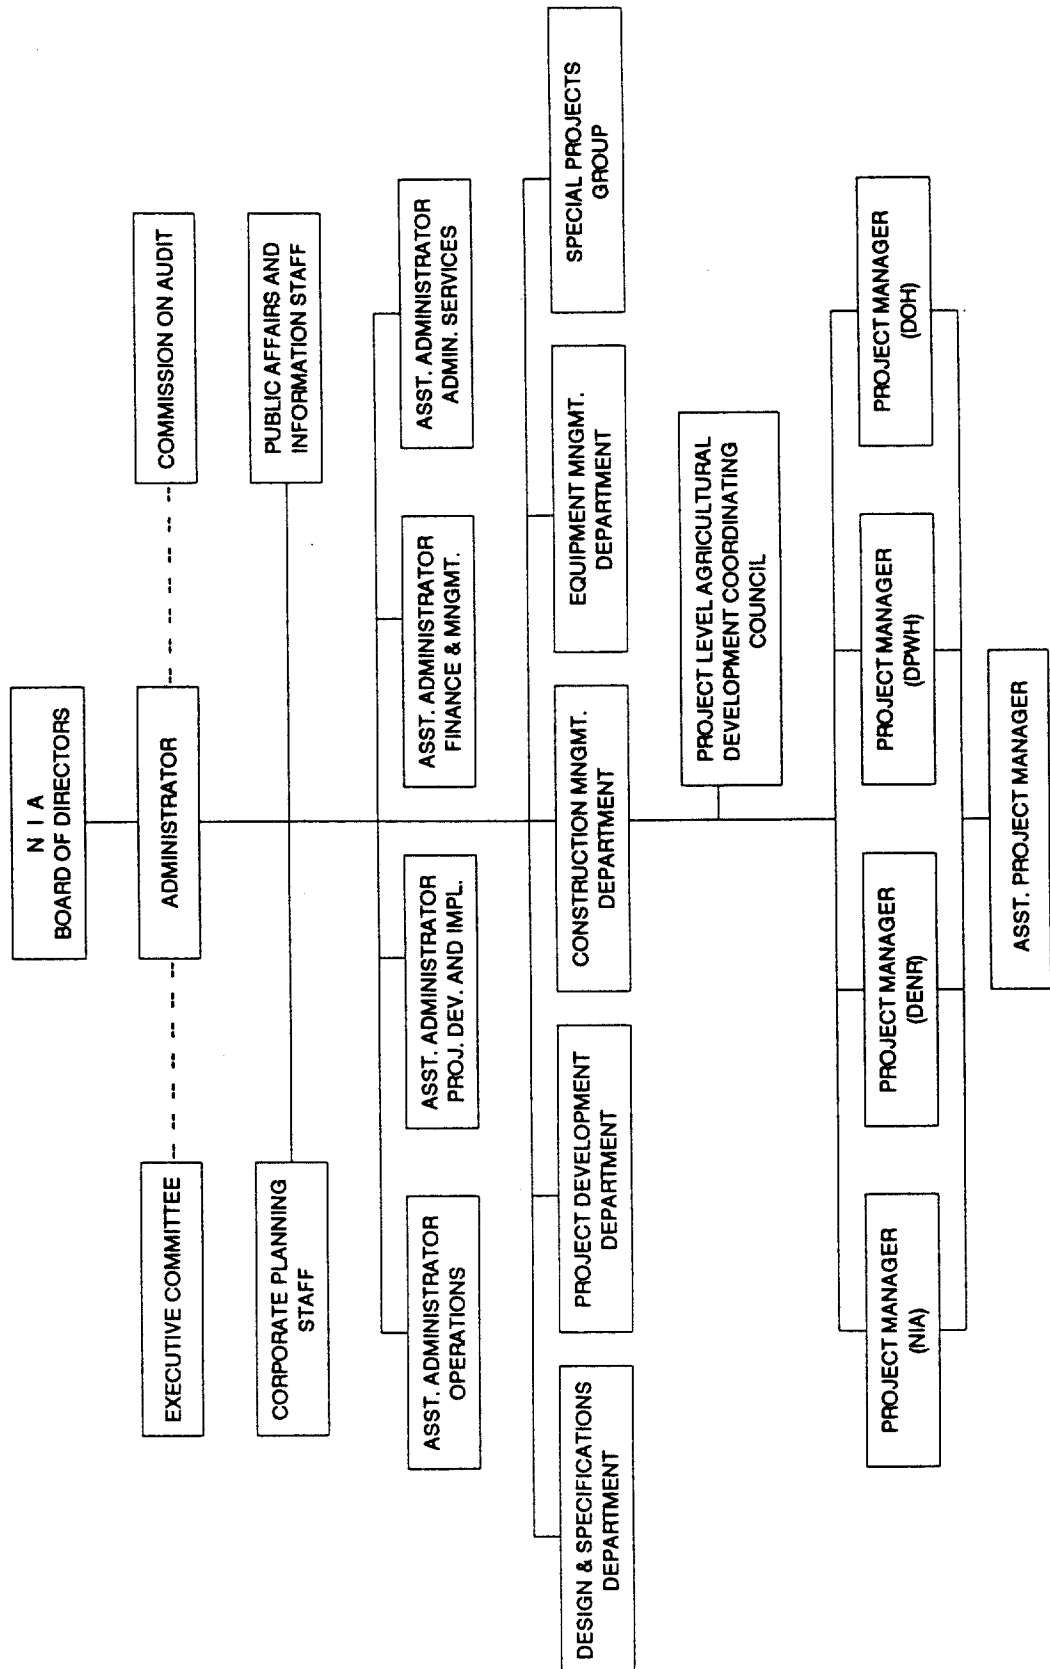 N I A
BOARD OF DIRECTORS
EXECUTIVE COMMITTEE
ADMINISTRATOR
COMMISSION ON AUDIT
CORPORATE PLANNING
STAFF
PUBLIC AFFAIRS AND
INFORMATION STAFF
ASST. ADMINISTRATOR
OPERATIONS
ASST. ADMINISTRATOR
PROJ. DEV. AND IMPL.
ASST. ADMINISTRATOR
FINANCE & MNGMT.
ASST. ADMINISTRATOR
ADMIN. SERVICES
DESIGN & SPECIFICATIONS
DEPARTMENT
PROJECT DEVELOPMENT
DEPARTMENT
CONSTRUCTION MNGMT.
DEPARTMENT
EQUIPMENT MNGMT.
DEPARTMENT
SPECIAL PROJECTS
GROUP
PROJECT LEVEL AGRICULTURAL
DEVELOPMENT COORDINATING
COUNCIL
PROJECT MANAGER
(NIA)
PROJECT MANAGER
(DENR)
PROJECT MANAGER
(DPWH)
PROJECT MANAGER
(DOH)
ASST. PROJECT MANAGER